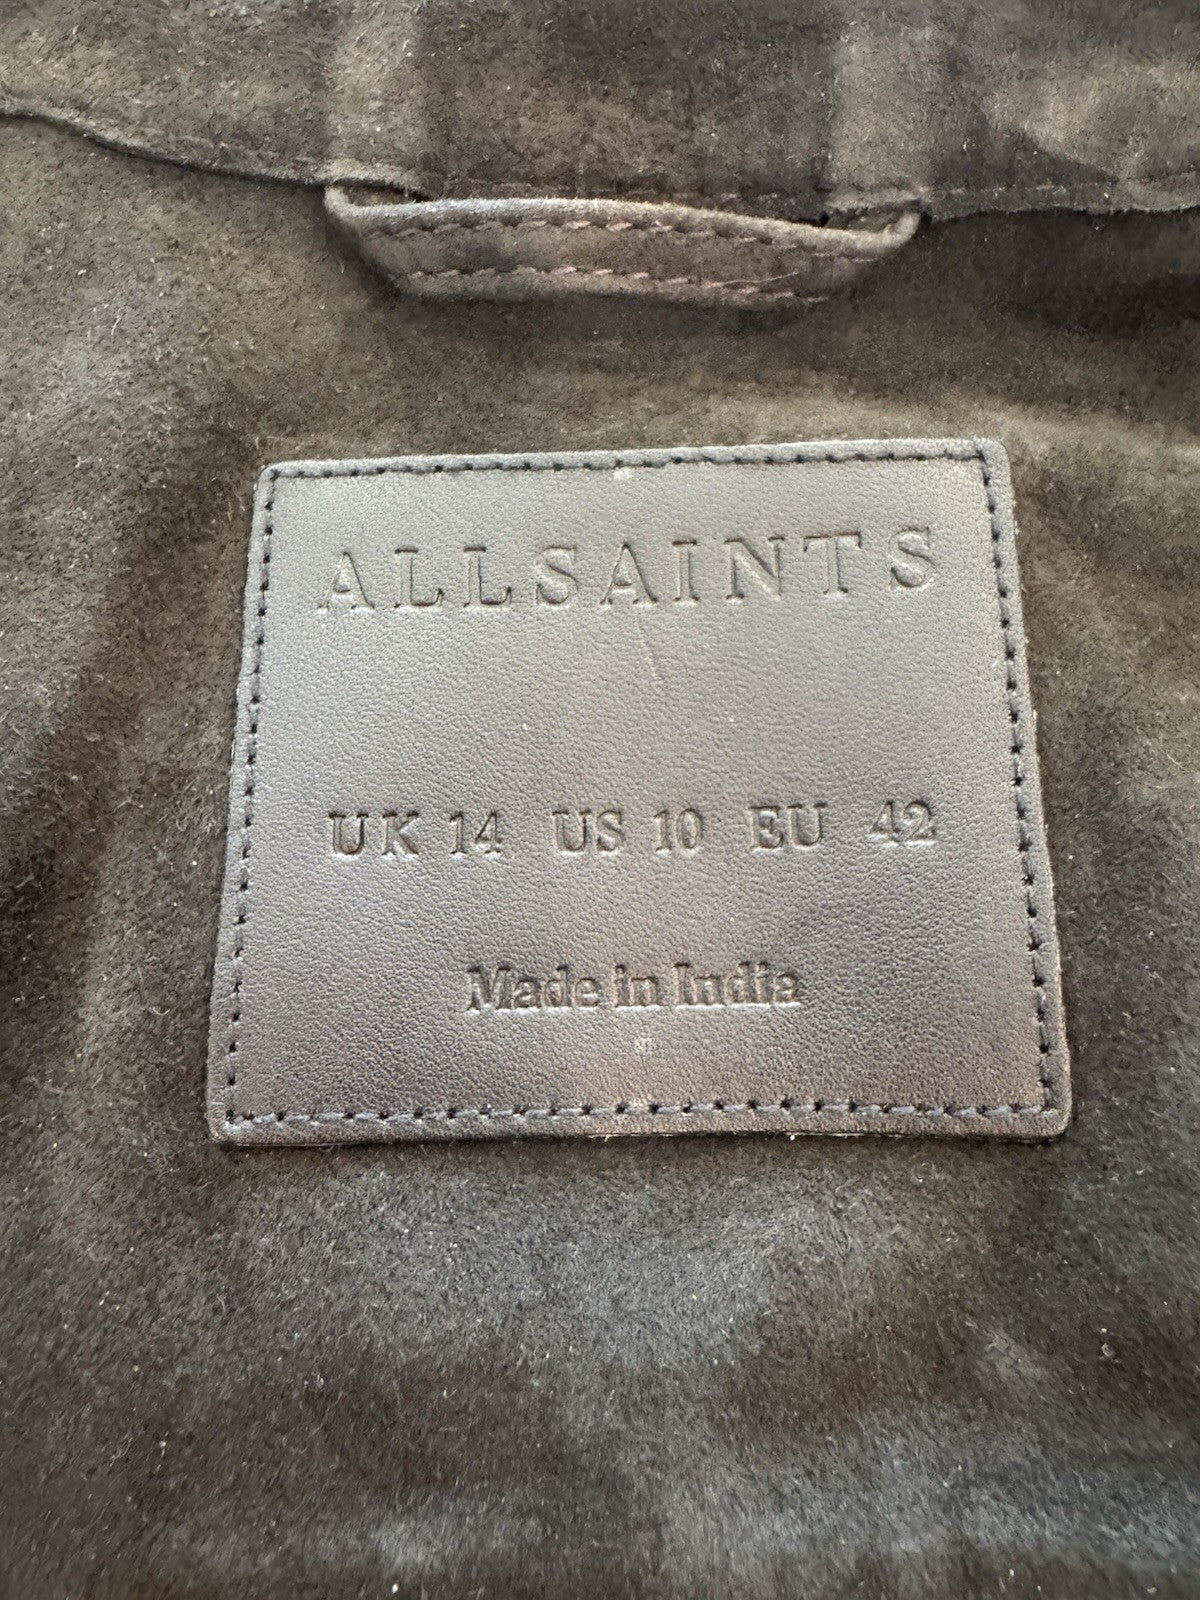 ALLSAINTS
UK 14 US 10 EU 42
Made in India